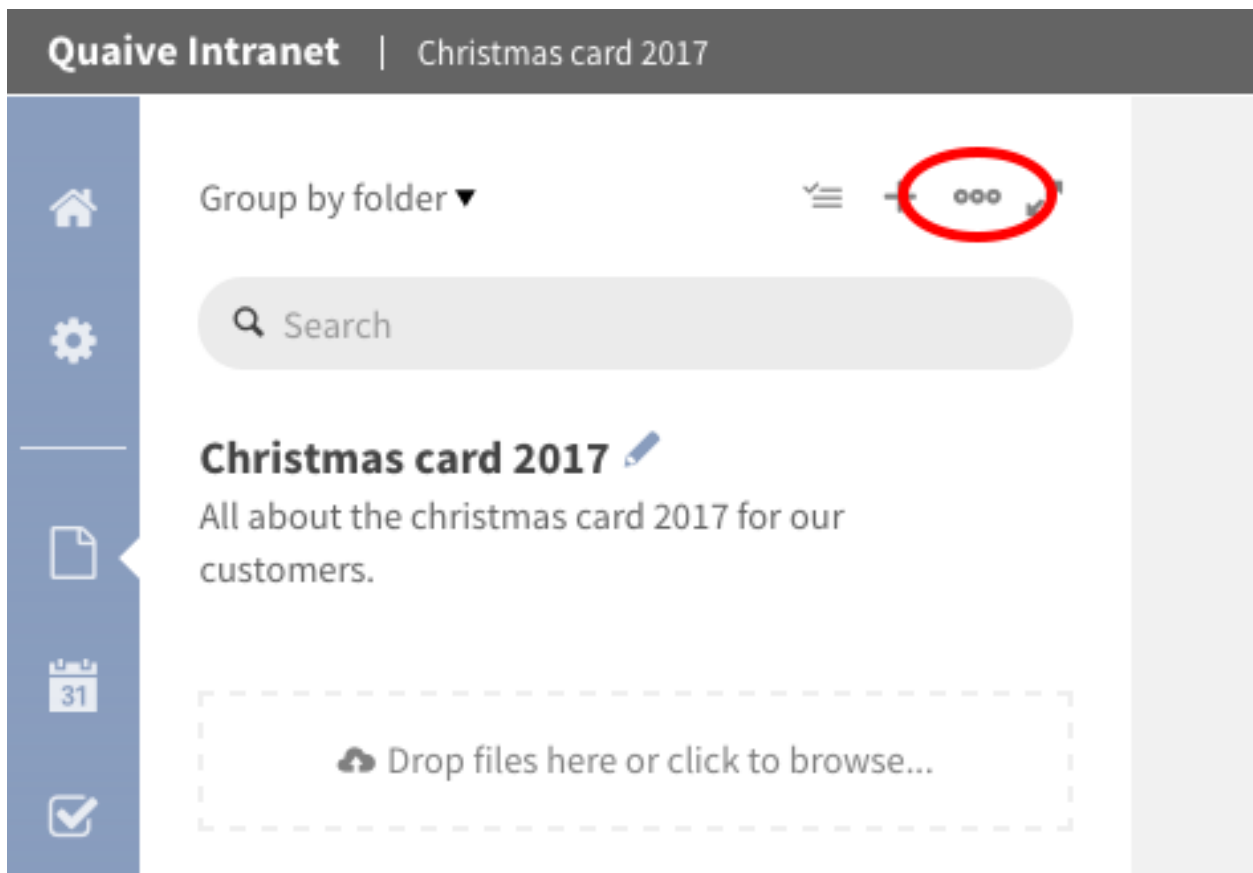 Quaive Intranet | Christmas card 2017
Group by folder
Search
Christmas card 2017
All about the christmas card 2017 for our
customers.
31
Drop files here or click to browse...